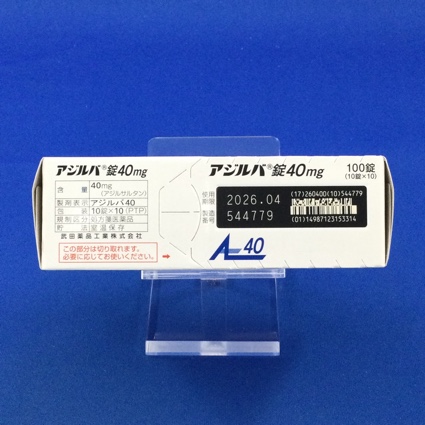 アジルバ®錠40mg
含量 40mg (アジルサルタン)
製剤表示 アジルバ40
包装 10錠×10(PTP)
規制区分 処方箋医薬品
貯法 室温保存
武田薬品工業株式会社
この部分は切り取れます。
必要に応じてお使いください。
アジルバ®錠40mg
100錠
(10錠×10)
使用期限 2026.04
製造番号 544779
(17)260400(10)544779
(01)14987123153314
A 40